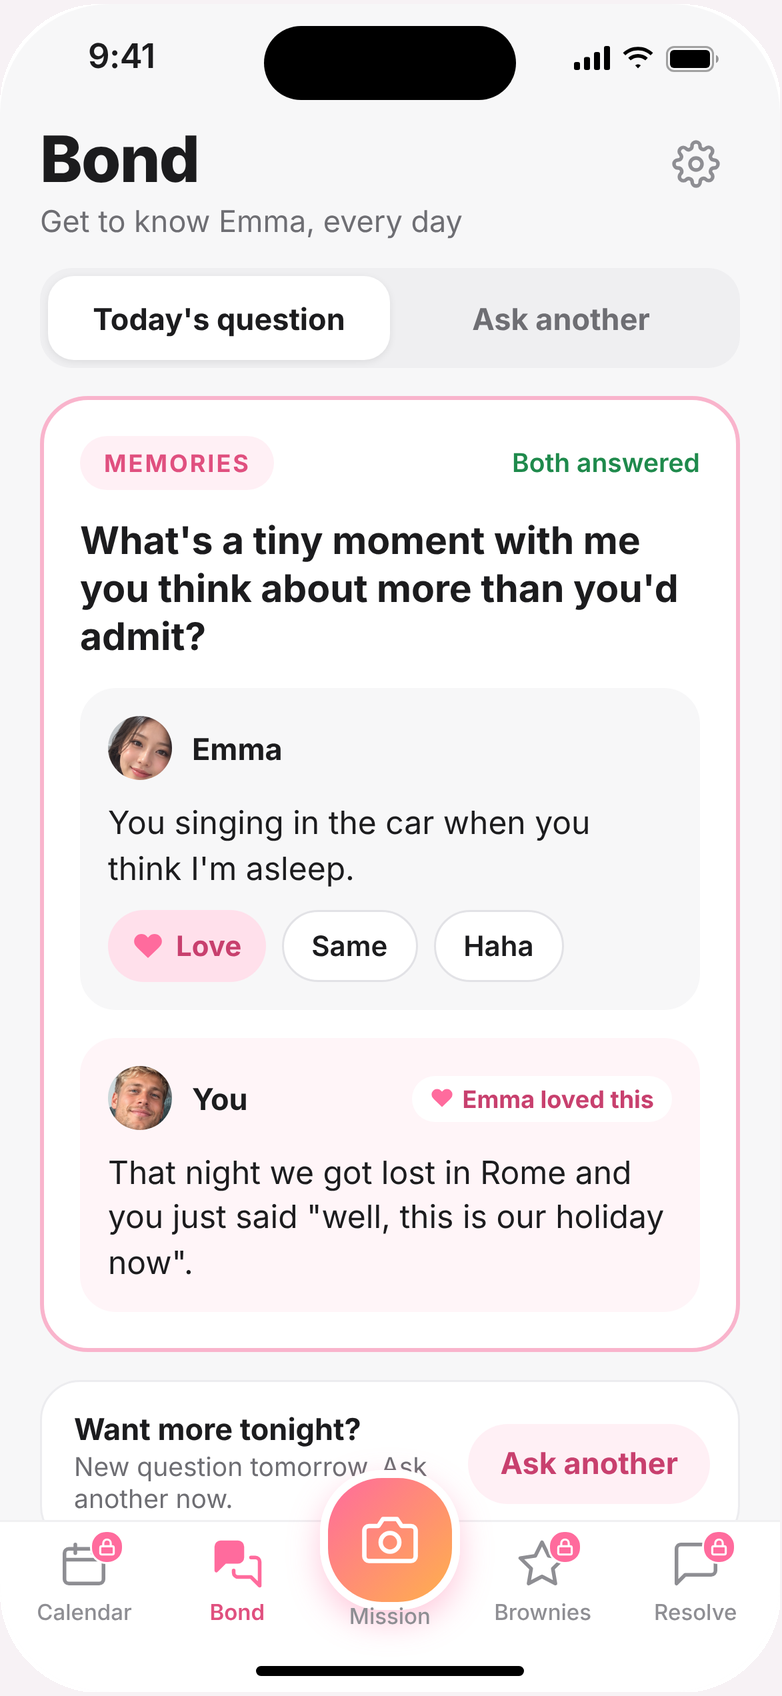 9:41
Bond
Get to know Emma, every day
Today's question
Ask another
MEMORIES
Both answered
What's a tiny moment with me
you think about more than you'd
admit?
Emma
You singing in the car when you
think I'm asleep.
Love
Same
Haha
You
Emma loved this
That night we got lost in Rome and
you just said "well, this is our holiday
now".
Want more tonight?
New question tomorrow. Ask
another now.
Ask another
Calendar
Bond
Mission
Brownies
Resolve